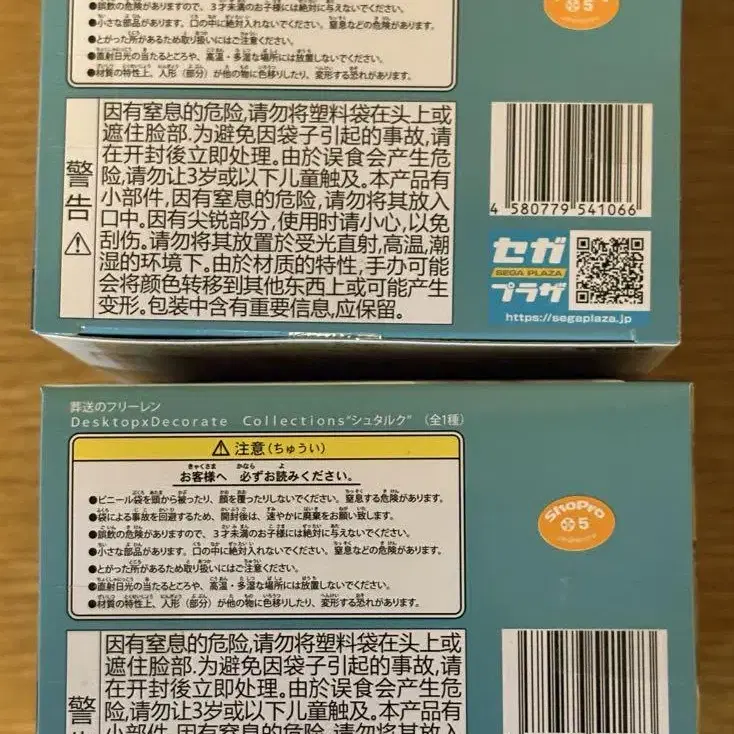 ●誤飲の危険がありますので、3才未満のお子様には絶対に与えないでください。
●小さな部品があります。口の中に絶対入れないでください。窒息などの危険があります。
●とがった所があるため取り扱いにはご注意ください。
●直射日光の当たるところや、高温・多湿な場所には放置しないでください。
●材質の特性上、人形(部分)が他の物に色移りしたり、変形する恐れがあります。
5
警告
因有窒息的危险,请勿将塑料袋在头上或
遮住脸部.为避免因袋子引起的事故,请
在开封後立即处理.由於误食会产生危
险,请勿让3岁或以下儿童触及.本产品有
小部件,因有窒息的危险,请勿将其放入
口中.因有尖锐部分,使用时请小心,以免
刮伤。请勿将其放置於受光直射,高温,潮
湿的环境下.由於材质的特性,手办可能
会将颜色转移到其他东西上或可能产生
变形。包装中含有重要信息,应保留.
4 580779 541066
セガ
SEGA PLAZA
プラザ
https://segaplaza.jp
葬送のフリーレン
DesktopxDecorate Collections“シュタルク” (全1種)
注意(ちゅうい)
お客様へ 必ずお読みください。
●ビニール袋を頭から被ったり、顔を覆ったりしないでください。窒息する危険があります。
●袋による事故を回避するため、開封後は、速やかに廃棄をお願い致します。
●誤飲の危険がありますので、3才未満のお子様には絶対に与えないでください。
●小さな部品があります。口の中に絶対入れないでください。窒息などの危険があります。
●とがった所があるため取り扱いにはご注意ください。
●直射日光の当たるところや、高温・多湿な場所には放置しないでください。
●材質の特性上、人形(部分)が他の物に色移りしたり、変形する恐れがあります。
ShoPro
5
警
因有窒息的危险,请勿将塑料袋在头上或
遮住脸部.为避免因袋子引起的事故,请
在开封後立即处理.由於误食会产生危
险,请勿让3岁或以下儿童触及.本产品有
小部件,因有窒息的危险,请勿将其放入